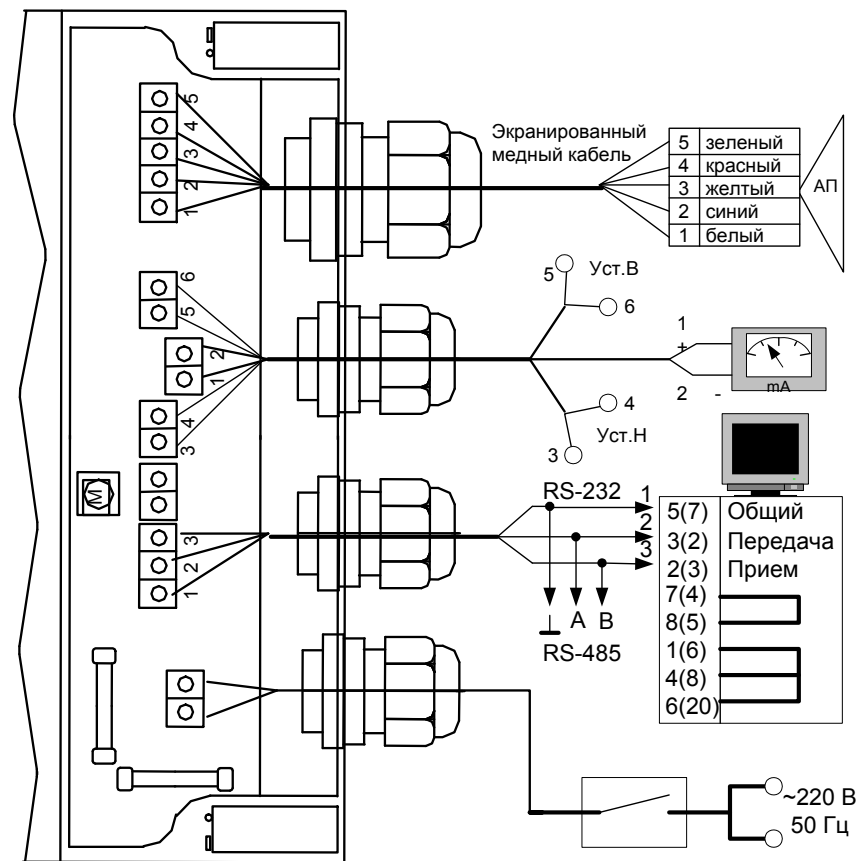 5
4
3
2
1
Экранированный
медный кабель
5 зеленый
4 красный
3 желтый
2 синий
1 белый
АП
6
5
2
1
4
3
5
Уст.В
6
1
+
2 -
mA
4
Уст.Н
3
M
3
2
1
RS-232
1
2
3
5(7) Общий
3(2) Передача
2(3) Прием
7(4)
8(5)
1(6)
4(8)
6(20)
A B
RS-485
~220 В
50 Гц